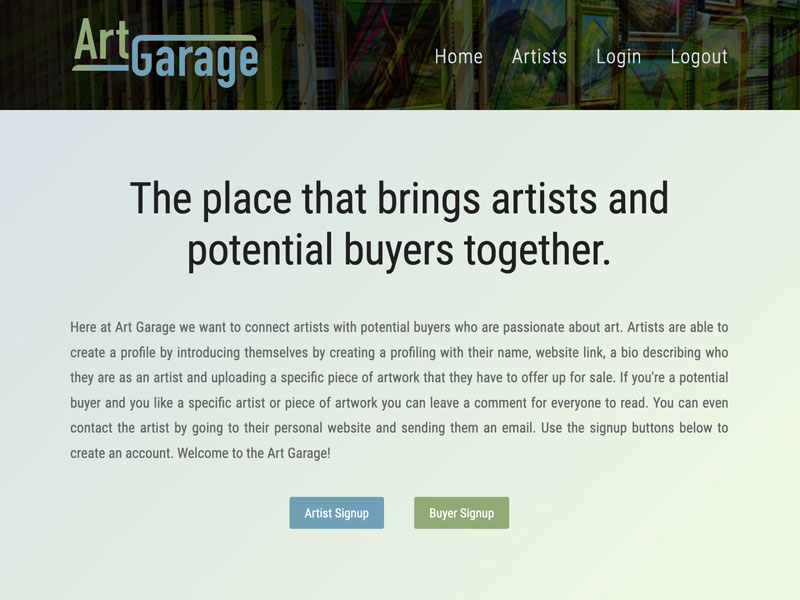 Art Garage
Home Artists Login Logout
The place that brings artists and
potential buyers together.
Here at Art Garage we want to connect artists with potential buyers who are passionate about art. Artists are able to
create a profile by introducing themselves by creating a profiling with their name, website link, a bio describing who
they are as an artist and uploading a specific piece of artwork that they have to offer up for sale. If you're a potential
buyer and you like a specific artist or piece of artwork you can leave a comment for everyone to read. You can even
contact the artist by going to their personal website and sending them an email. Use the signup buttons below to
create an account. Welcome to the Art Garage!
Artist Signup Buyer Signup